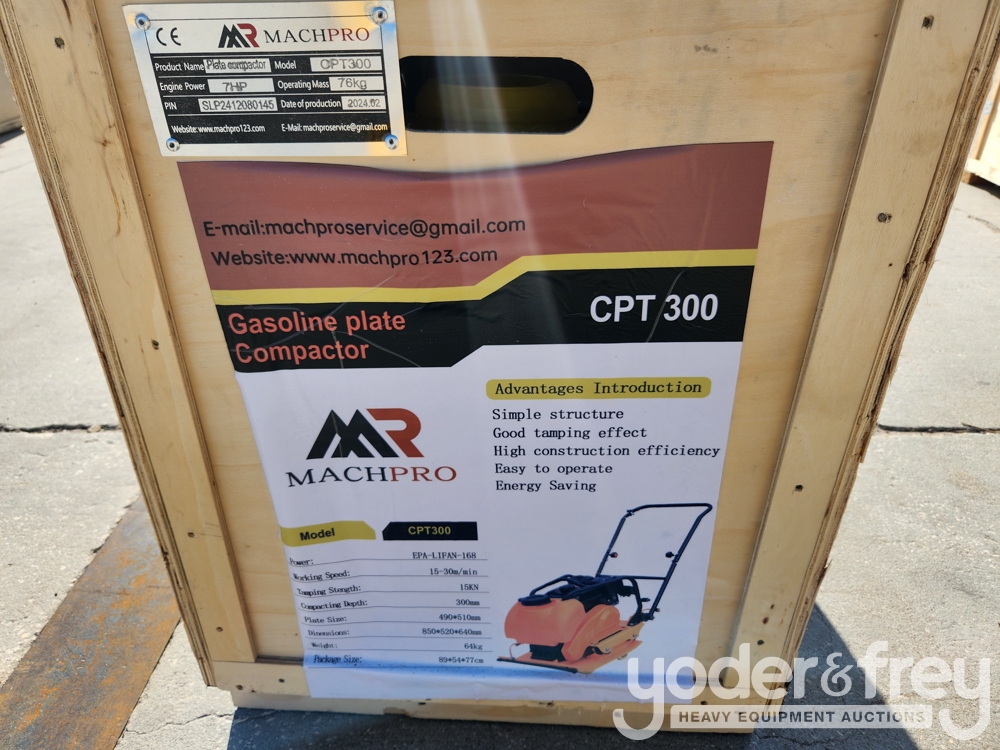 CE MR MACHPRO
Product Name Plata compactor Model CPT300
Engine Power 7HP Operating Mass 76kg
PIN SLP2412080145 Date of production 2024.02
Website: www.machpro123.com E-Mail: machproservice@gmail.com
E-mail:machproservice@gmail.com
Website:www.machpro123.com
Gasoline plate
Compactor
CPT 300
MR
MACHPRO
Advantages Introduction
Simple structure
Good tamping effect
High construction efficiency
Easy to operate
Energy Saving
Model CPT300
Power: EPA-LIFAN-168
Working Speed: 15-30m/min
Tamping Stength: 15KN
Compacting Depth: 300mm
Plate Size: 490*510mm
Dimensions: 850*520*640mm
Weight: 64kg
Package Size: 89*54*77cm
yoder&frey
HEAVY EQUIPMENT AUCTIONS